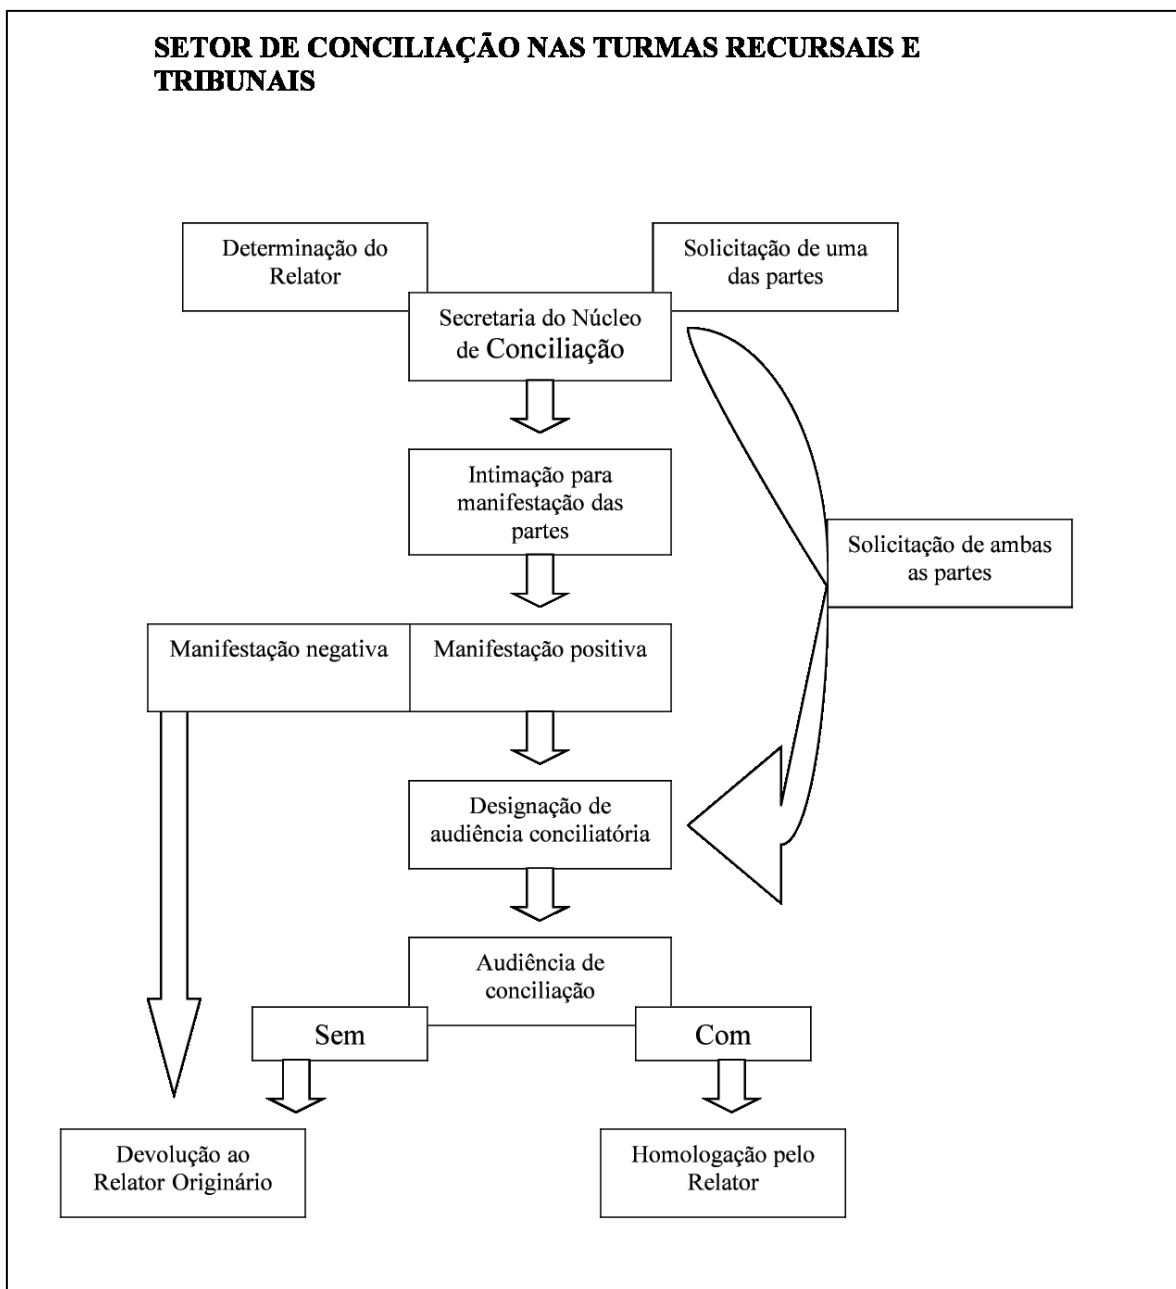 SETOR DE CONCILIAÇÃO NAS TURMAS RECURSAIS E
TRIBUNAIS
Determinação do
Relator
Solicitação de uma
das partes
Secretaria do Núcleo
de Conciliação
Intimação para
manifestação das
partes
Solicitação de ambas
as partes
Manifestação negativa
Manifestação positiva
Designação de
audiência conciliatória
Audiência de
conciliação
Sem
Com
Devolução ao
Relator Originário
Homologação pelo
Relator